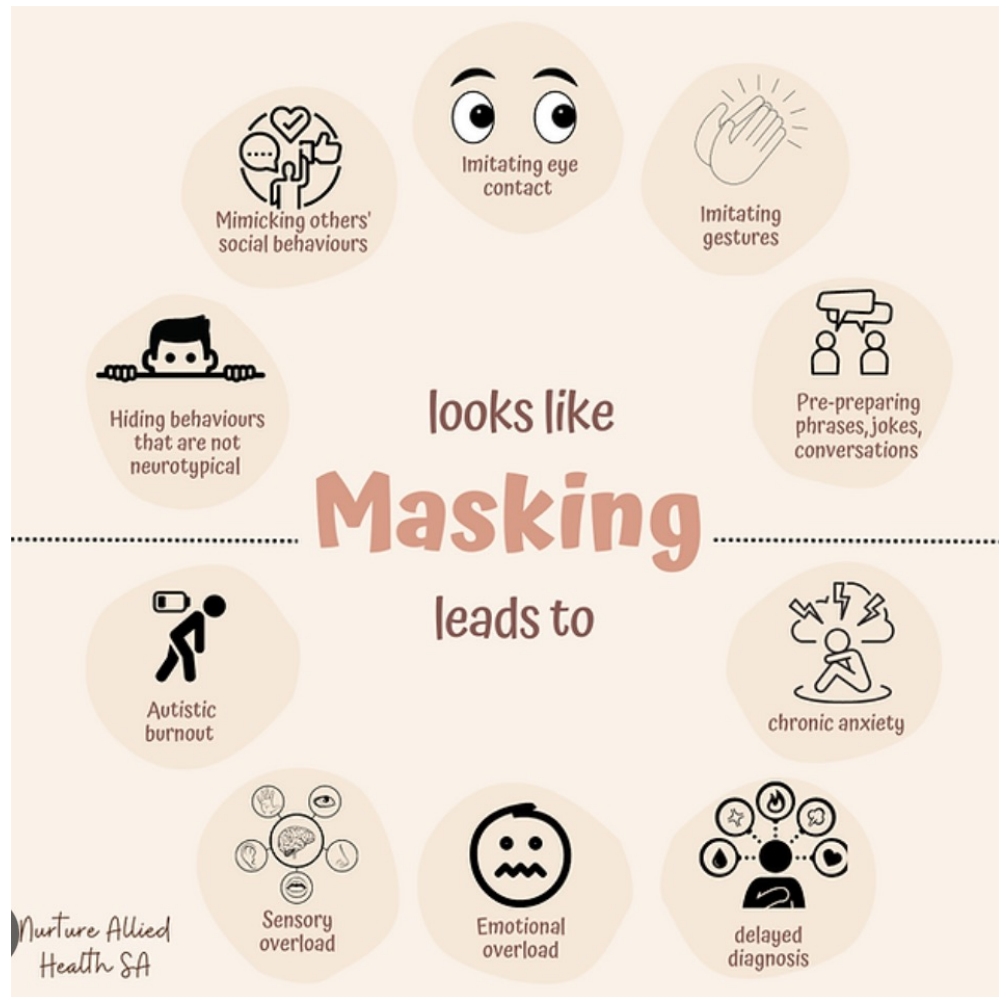 Imitating eye
contact
Mimicking others'
social behaviours
Imitating
gestures
Hiding behaviours
that are not
neurotypical
Pre-preparing
phrases, jokes,
conversations
looks like
Masking
leads to
Autistic
burnout
chronic anxiety
Sensory
overload
Emotional
overload
delayed
diagnosis
Nurture Allied
Health SA